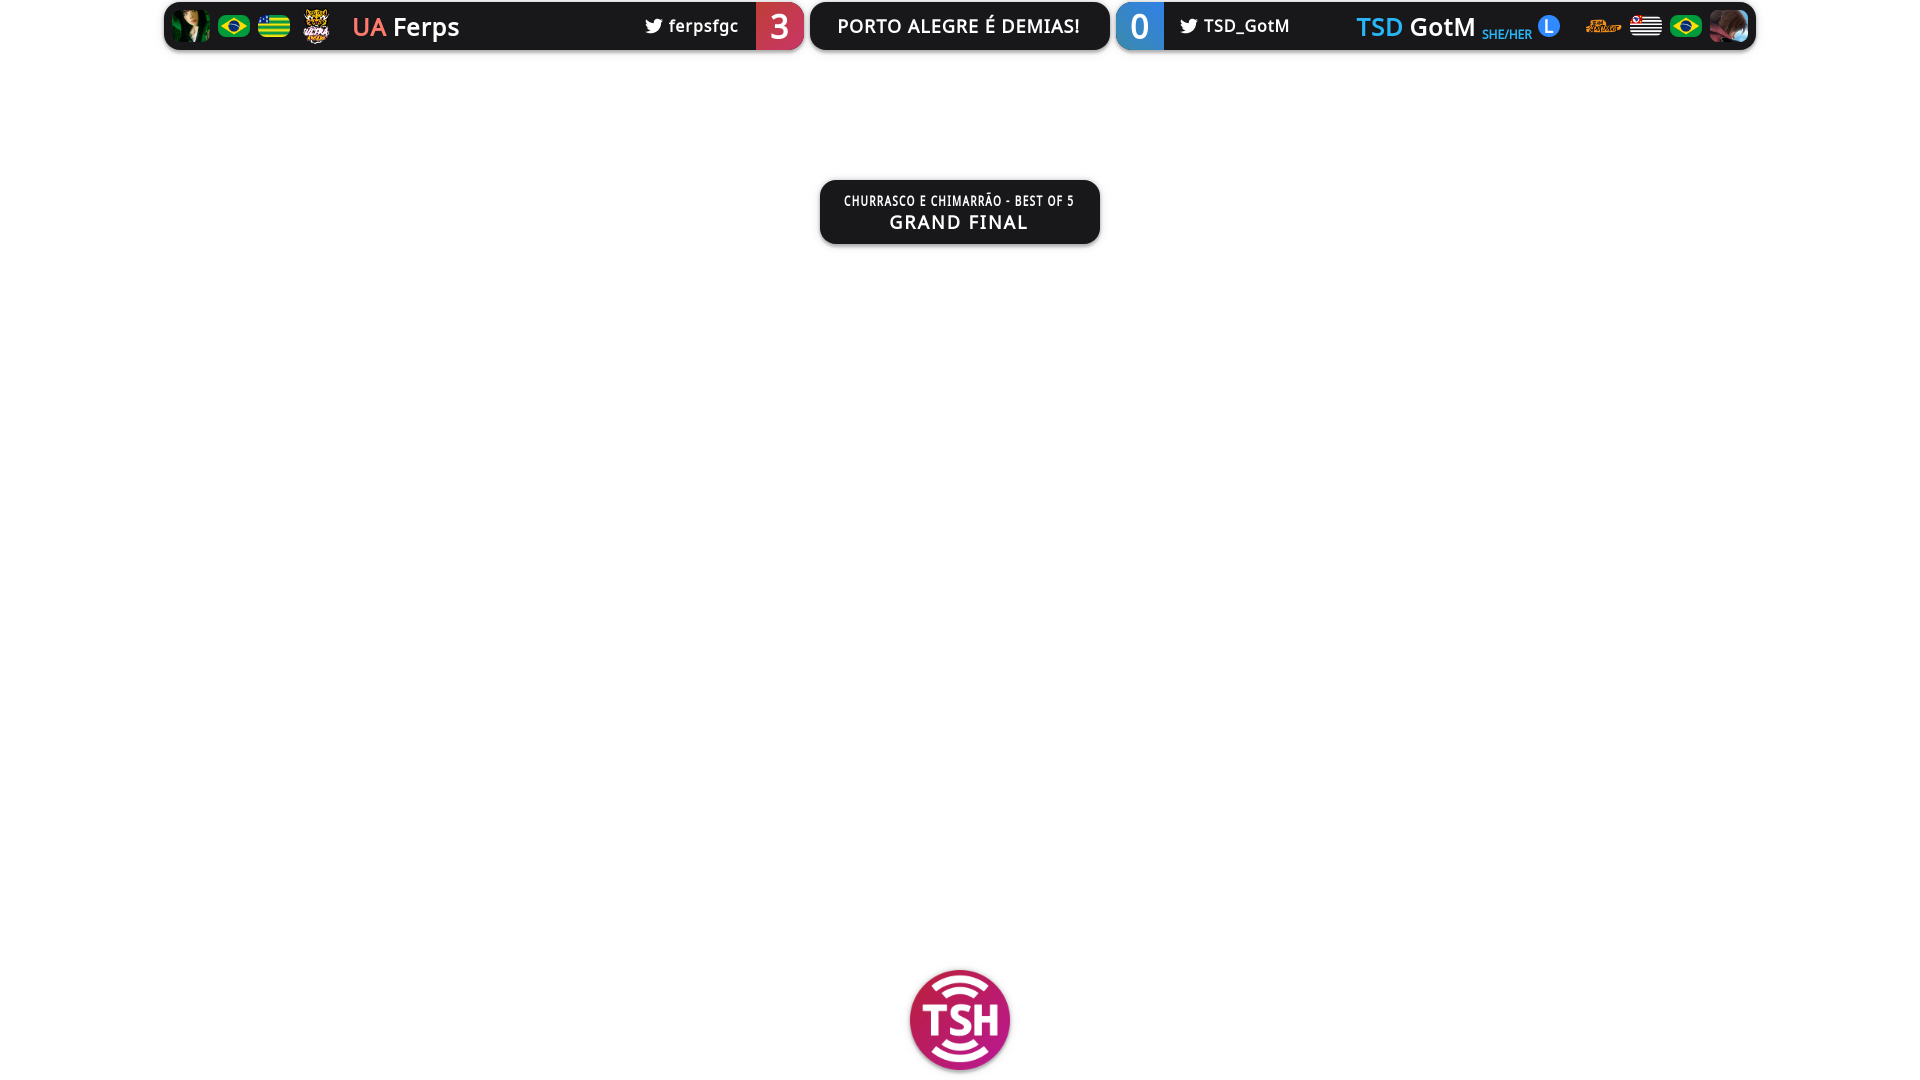 UA Ferps
ferpsfgc
3
PORTO ALEGRE É DEMIAS!
0
TSD_GotM
TSD GotM SHE/HER L
CHURRASCO E CHIMARRÃO - BEST OF 5
GRAND FINAL
TSH